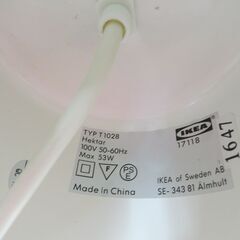 TYP T1028
Hektar
100V 50-60Hz
Max 53W
F
PS E
Made in China
IKEA
17118
IKEA of Sweden AB
SE- 343 81 Älmhult
1647